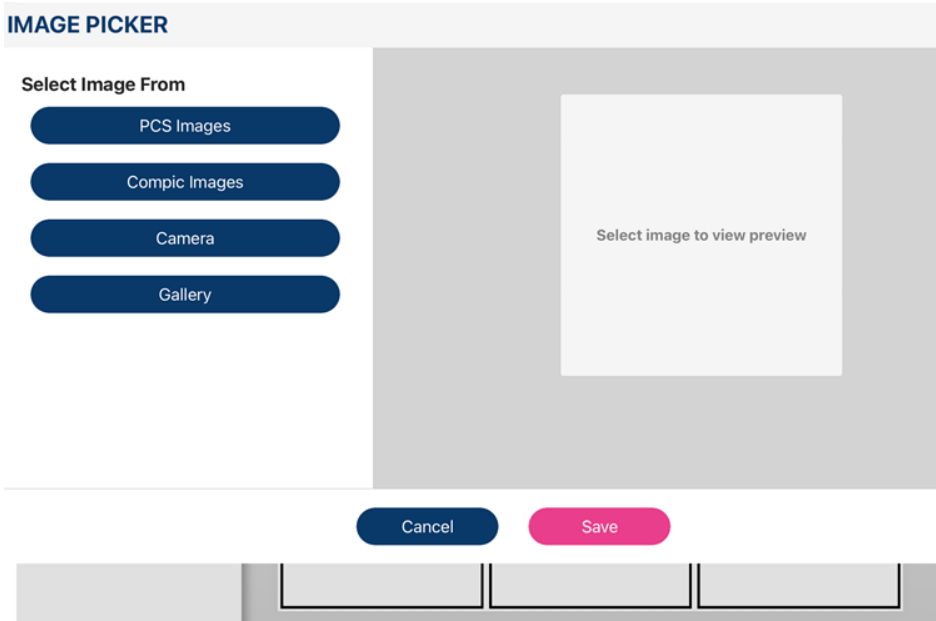 IMAGE PICKER
Select Image From
PCS Images
Compic Images
Camera
Gallery
Select image to view preview
Cancel
Save